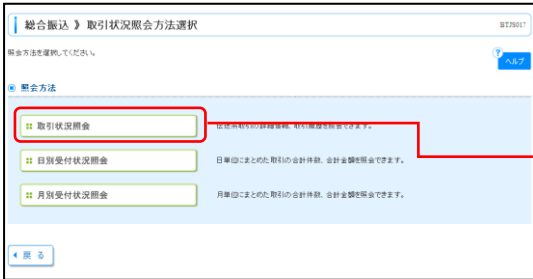 総合振込 》取引状況照会方法選択
BTJS017
照会方法を選択してください。
? ヘルプ
照会方法
取引状況照会
伝送系取引の詳細情報、取引履歴を照会できます。
日別受付状況照会
日単位にまとめた取引の合計件数、合計金額を照会できます。
月別受付状況照会
月単位にまとめた取引の合計件数、合計金額を照会できます。
戻 る